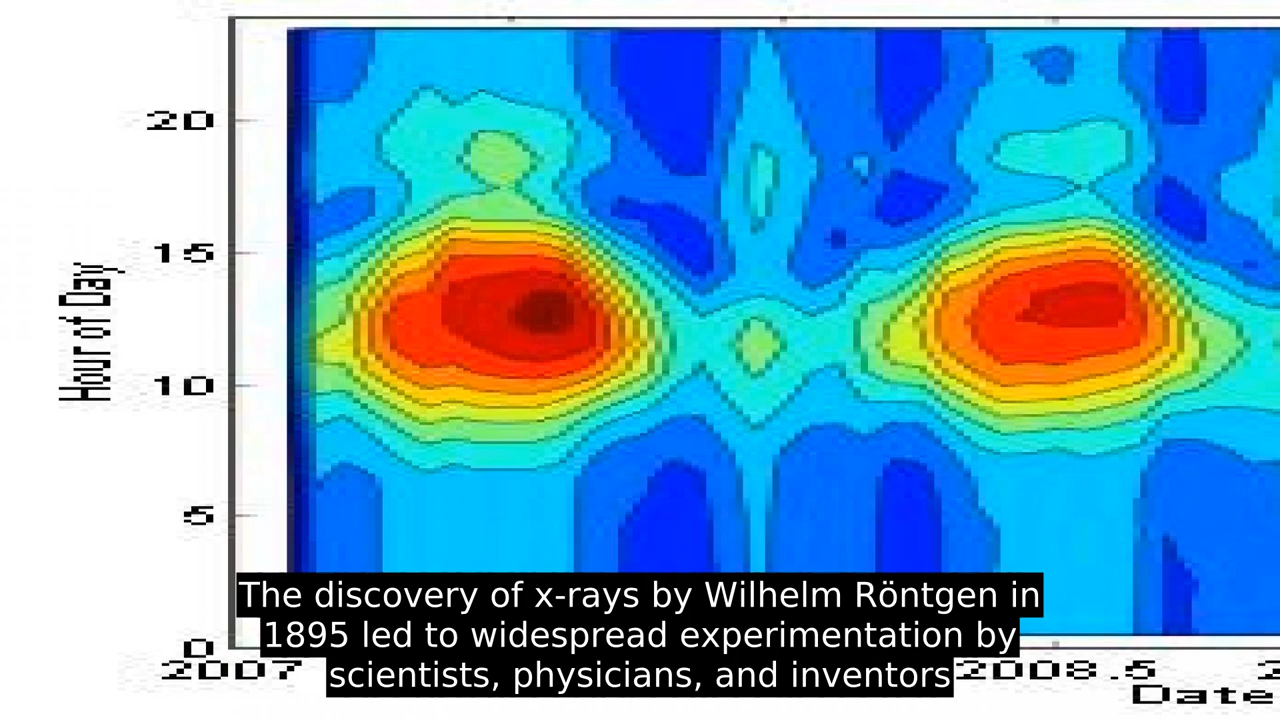 20
15
Hour of Day
10
5
0
2007
2008.5
Date
The discovery of x-rays by Wilhelm Röntgen in
1895 led to widespread experimentation by
scientists, physicians, and inventors